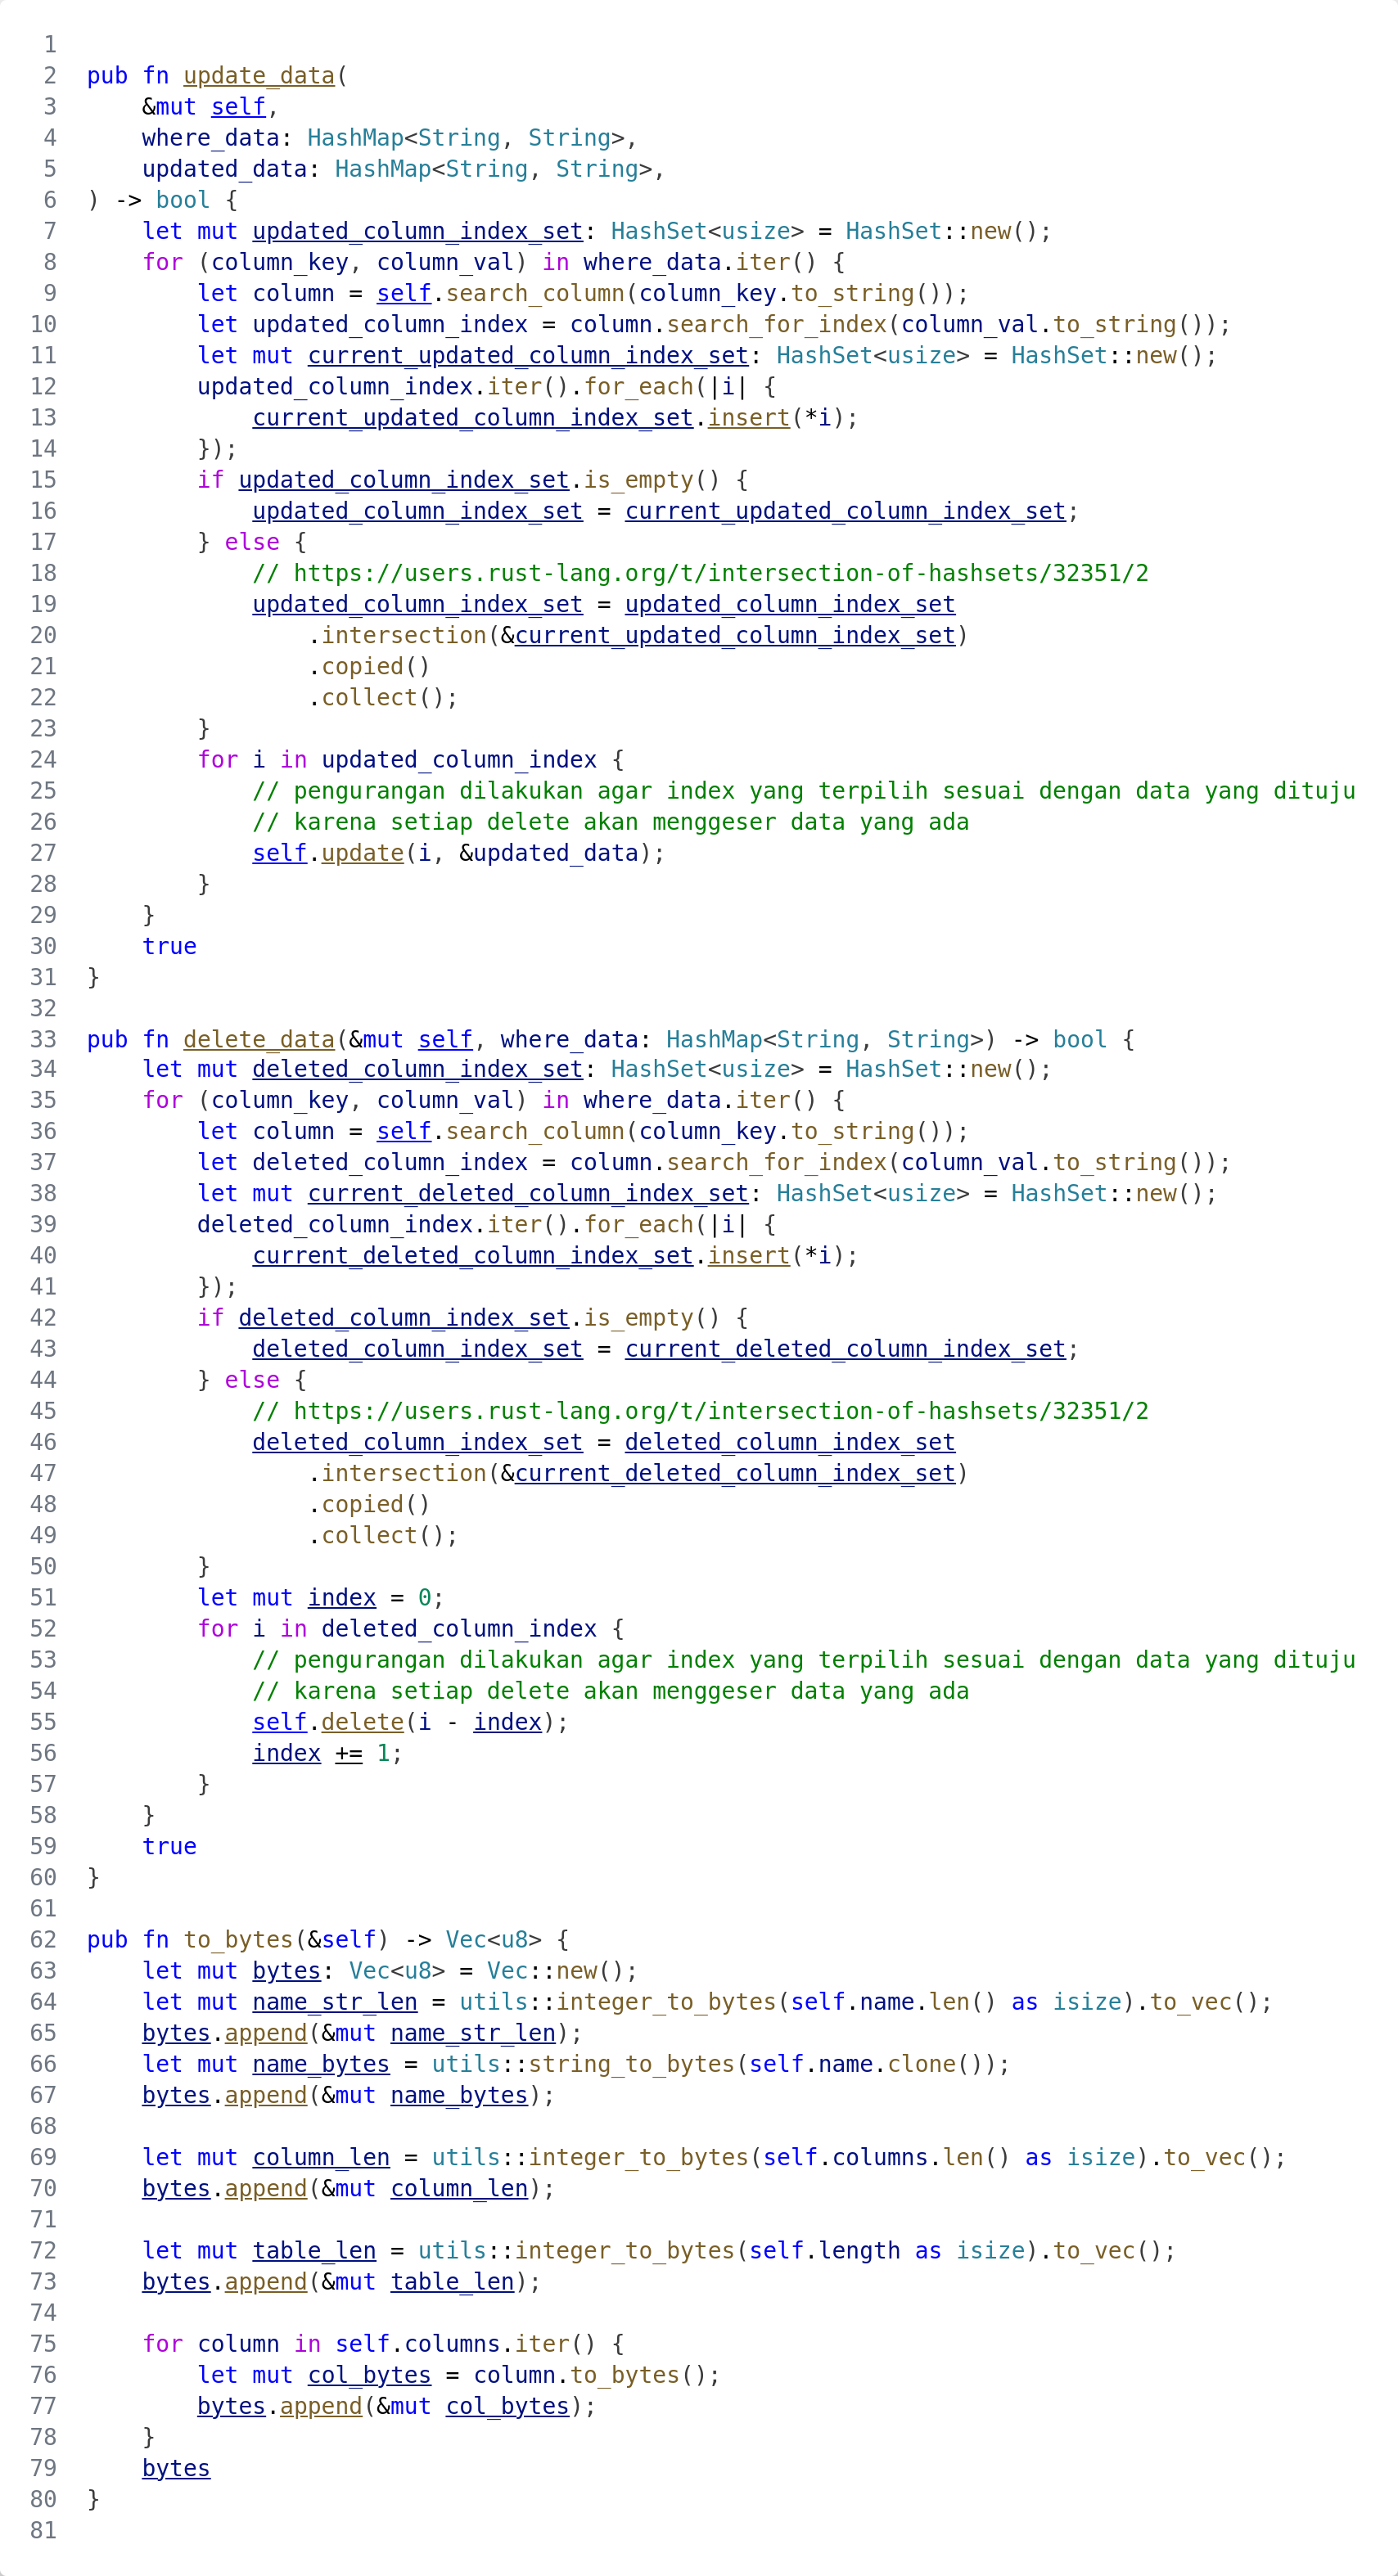 1
2 pub fn update_data(
3     &mut self,
4     where_data: HashMap<String, String>,
5     updated_data: HashMap<String, String>,
6 ) -> bool {
7     let mut updated_column_index_set: HashSet<usize> = HashSet::new();
8     for (column_key, column_val) in where_data.iter() {
9         let column = self.search_column(column_key.to_string());
10         let updated_column_index = column.search_for_index(column_val.to_string());
11         let mut current_updated_column_index_set: HashSet<usize> = HashSet::new();
12         updated_column_index.iter().for_each(|i| {
13             current_updated_column_index_set.insert(*i);
14         });
15         if updated_column_index_set.is_empty() {
16             updated_column_index_set = current_updated_column_index_set;
17         } else {
18             // https://users.rust-lang.org/t/intersection-of-hashsets/32351/2
19             updated_column_index_set = updated_column_index_set
20                 .intersection(&current_updated_column_index_set)
21                 .copied()
22                 .collect();
23         }
24         for i in updated_column_index {
25             // pengurangan dilakukan agar index yang terpilih sesuai dengan data yang dituju
26             // karena setiap delete akan menggeser data yang ada
27             self.update(i, &updated_data);
28         }
29     }
30     true
31 }
32
33 pub fn delete_data(&mut self, where_data: HashMap<String, String>) -> bool {
34     let mut deleted_column_index_set: HashSet<usize> = HashSet::new();
35     for (column_key, column_val) in where_data.iter() {
36         let column = self.search_column(column_key.to_string());
37         let deleted_column_index = column.search_for_index(column_val.to_string());
38         let mut current_deleted_column_index_set: HashSet<usize> = HashSet::new();
39         deleted_column_index.iter().for_each(|i| {
40             current_deleted_column_index_set.insert(*i);
41         });
42         if deleted_column_index_set.is_empty() {
43             deleted_column_index_set = current_deleted_column_index_set;
44         } else {
45             // https://users.rust-lang.org/t/intersection-of-hashsets/32351/2
46             deleted_column_index_set = deleted_column_index_set
47                 .intersection(&current_deleted_column_index_set)
48                 .copied()
49                 .collect();
50         }
51         let mut index = 0;
52         for i in deleted_column_index {
53             // pengurangan dilakukan agar index yang terpilih sesuai dengan data yang dituju
54             // karena setiap delete akan menggeser data yang ada
55             self.delete(i - index);
56             index += 1;
57         }
58     }
59     true
60 }
61
62 pub fn to_bytes(&self) -> Vec<u8> {
63     let mut bytes: Vec<u8> = Vec::new();
64     let mut name_str_len = utils::integer_to_bytes(self.name.len() as isize).to_vec();
65     bytes.append(&mut name_str_len);
66     let mut name_bytes = utils::string_to_bytes(self.name.clone());
67     bytes.append(&mut name_bytes);
68
69     let mut column_len = utils::integer_to_bytes(self.columns.len() as isize).to_vec();
70     bytes.append(&mut column_len);
71
72     let mut table_len = utils::integer_to_bytes(self.length as isize).to_vec();
73     bytes.append(&mut table_len);
74
75     for column in self.columns.iter() {
76         let mut col_bytes = column.to_bytes();
77         bytes.append(&mut col_bytes);
78     }
79     bytes
80 }
81